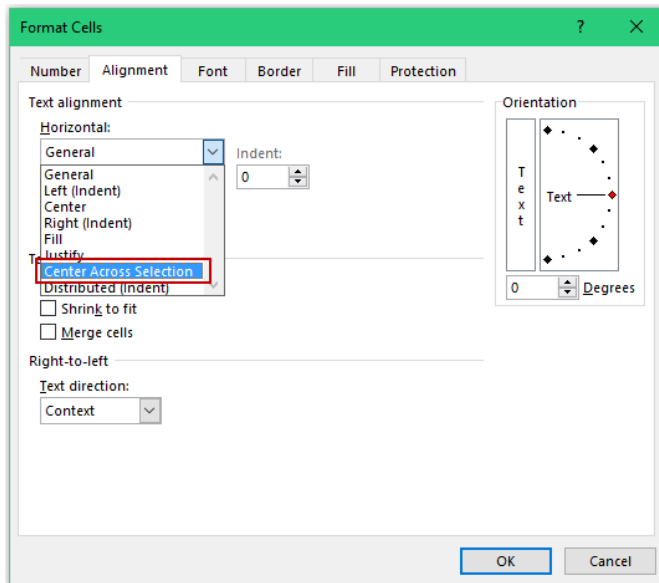 Format Cells ? ×
Number Alignment Font Border Fill Protection
Text alignment
Horizontal:
General
Indent:
0
General
Left (Indent)
Center
Right (Indent)
Fill
Justify
Center Across Selection
Distributed (Indent)
Shrink to fit
Merge cells
Right-to-left
Text direction:
Context
Orientation
Text
Text
0 Degrees
OK Cancel